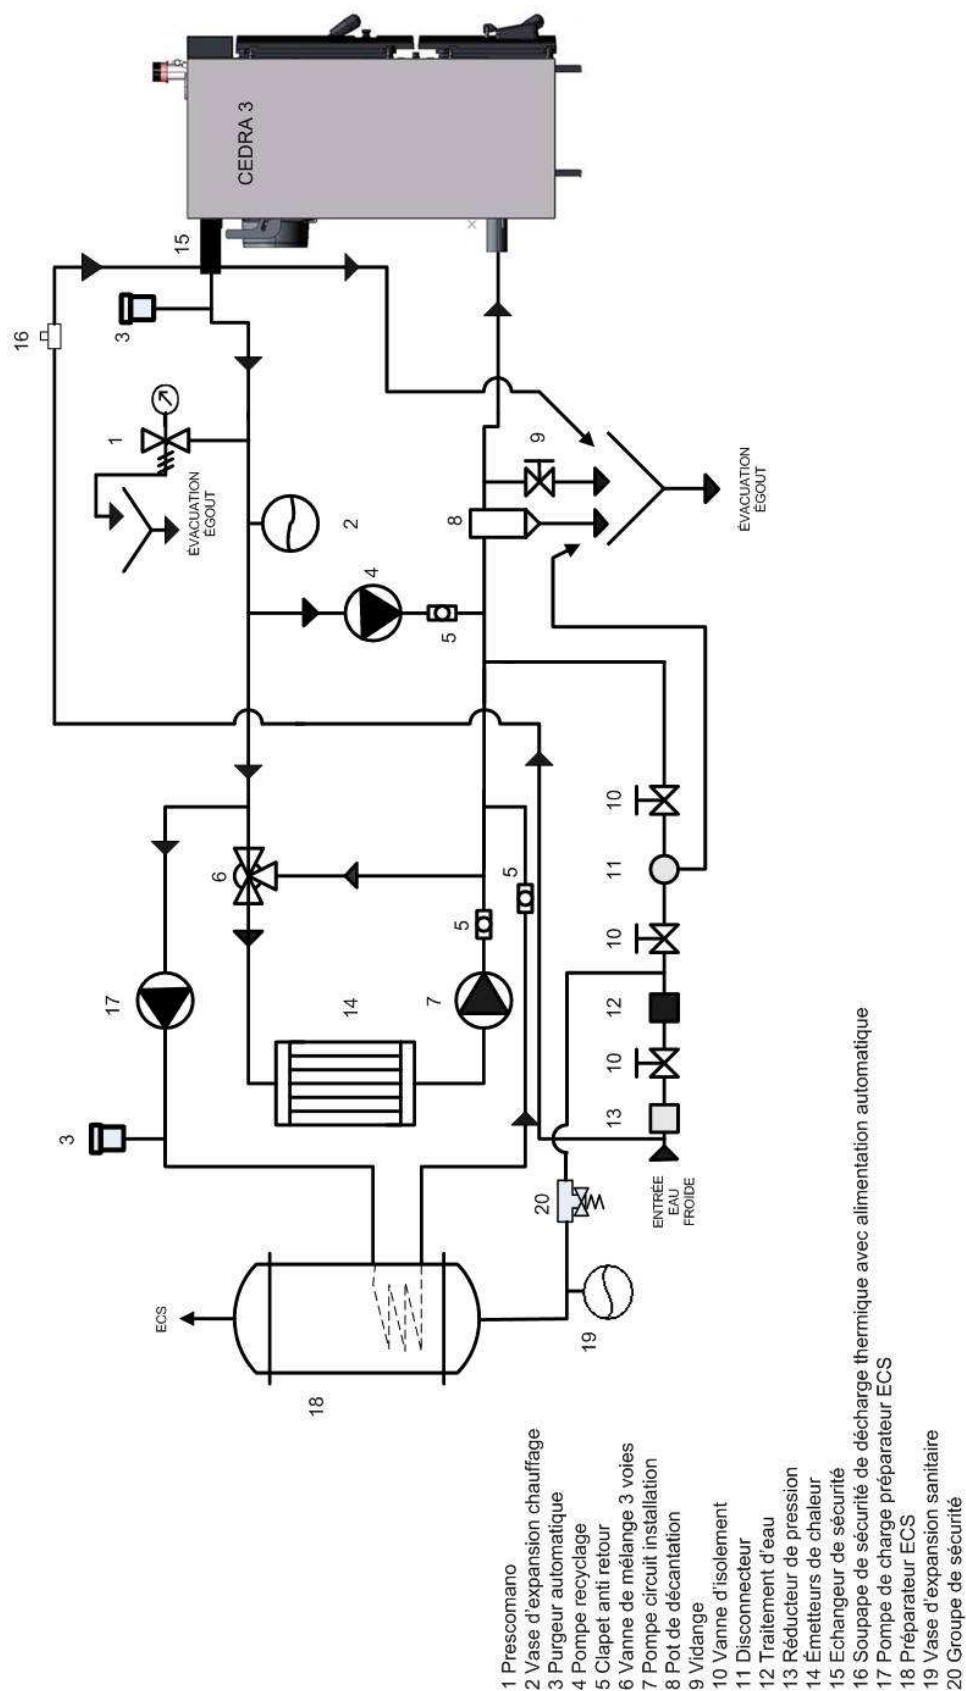 16
3
17
1
3
ECS
15
ÉVACUATION
ÉGOUT
6
CEDRA 3
18
14
2
4
7
5
5
8
5
20
9
19
13
10
12
10
11
10
ENTRÉE
EAU
FROIDE
ÉVACUATION
ÉGOUT
1 Prescomano
2 Vase d'expansion chauffage
3 Purgeur automatique
4 Pompe recyclage
5 Clapet anti retour
6 Vanne de mélange 3 voies
7 Pompe circuit installation
8 Pot de décantation
9 Vidange
10 Vanne d'isolement
11 Disconnecteur
12 Traitement d'eau
13 Réducteur de pression
14 Émetteurs de chaleur
15 Echangeur de sécurité
16 Soupape de sécurité de décharge thermique avec alimentation automatique
17 Pompe de charge préparateur ECS
18 Préparateur ECS
19 Vase d'expansion sanitaire
20 Groupe de sécurité